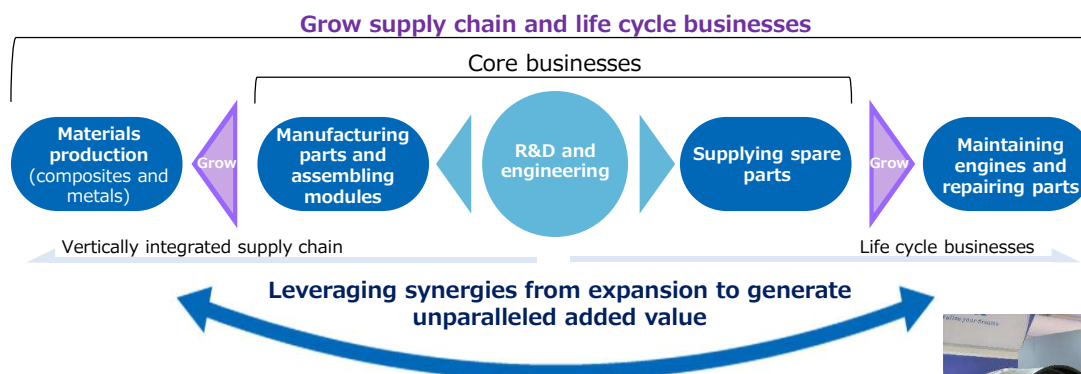 Grow supply chain and life cycle businesses
Core businesses
Materials
production
(composites and
metals)
Grow
Manufacturing
parts and
assembling
modules
R&D and
engineering
Supplying spare
parts
Grow
Maintaining
engines and
repairing parts
Vertically integrated supply chain
Life cycle businesses
Leveraging synergies from expansion to generate
unparalleled added value
your dreams